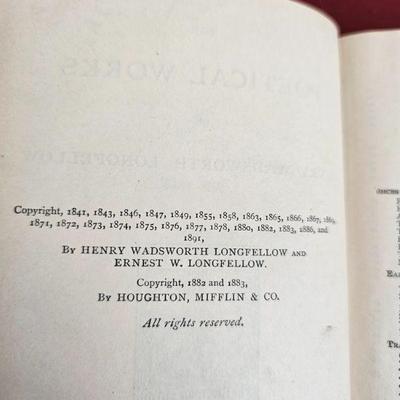 Copyright, 1841, 1843, 1846, 1847, 1849, 1855, 1858, 1863, 1865, 1866, 1867, 1869,
1871, 1872, 1873, 1874, 1875, 1876, 1877, 1878, 1880, 1882, 1883, 1886, and
1891,
By HENRY WADSWORTH LONGFELLOW AND
ERNEST W. LONGFELLOW.
Copyright, 1882 and 1883,
By HOUGHTON, MIFFLIN & CO.
All rights reserved.